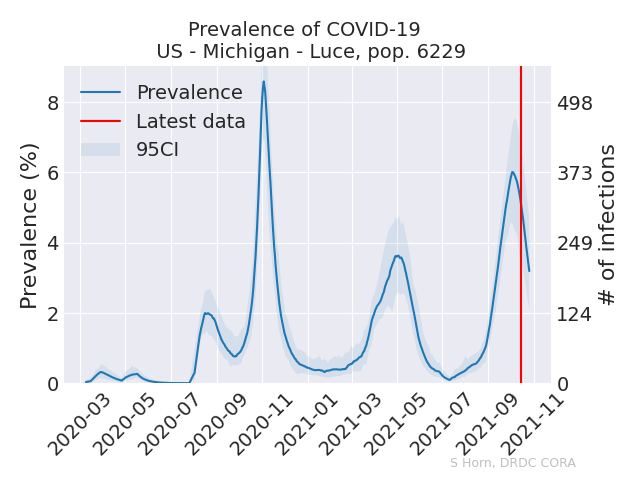 Prevalence of COVID-19
US - Michigan - Luce, pop. 6229
Prevalence
Latest data
95CI
Prevalence (%)
8
6
4
2
0
498
373
249
124
0
# of infections
2020-03
2020-05
2020-07
2020-09
2020-11
2021-01
2021-03
2021-05
2021-07
2021-09
2021-11
S Horn, DRDC CORA